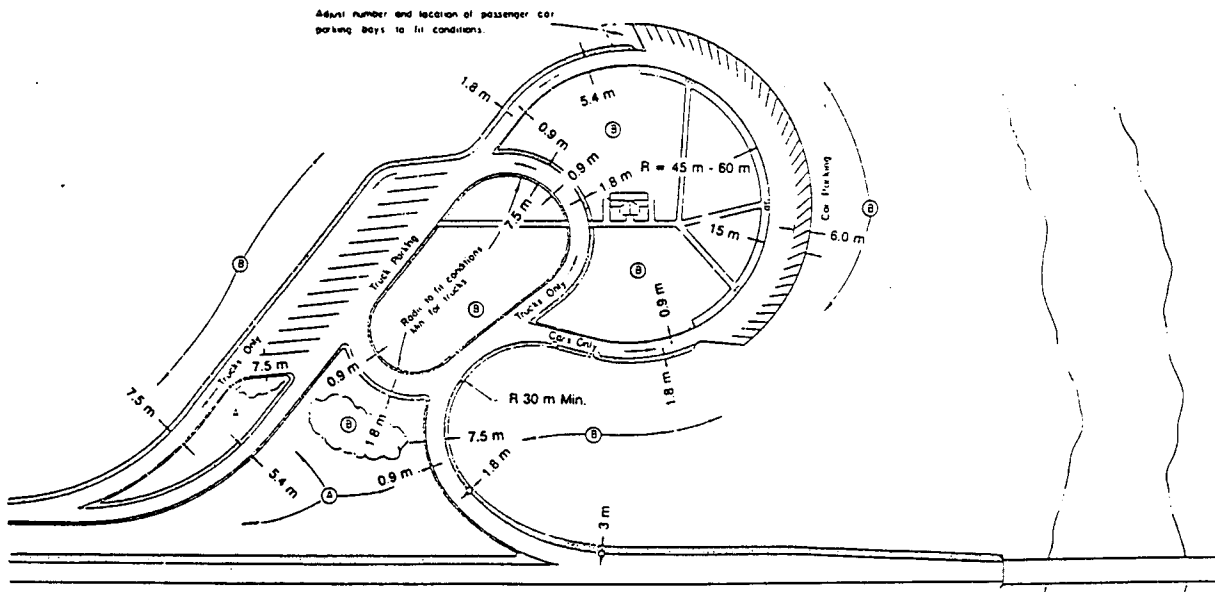 Adjust number and location of passenger car
parking bays to fit conditions.
1.8 m
5.4 m
0.9 m
B
0.9 m
R = 45 m - 60 m
1.8 m
Car Parking
B
7.5 m
15 m
6.0 m
Truck Parking
B
Radii to fit conditions
Min for trucks
B
B
Trucks Only
0.9 m
Cars Only
Trucks Only
7.5 m
0.9 m
1.8 m
7.5 m
R 30 m Min.
A
B
1.8 m
7.5 m
B
5.4 m
0.9 m
1.8 m
A
3 m